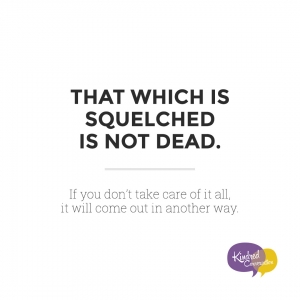 THAT WHICH IS
SQUELCHED
IS NOT DEAD.
If you don't take care of it all,
it will come out in another way.
Kindred